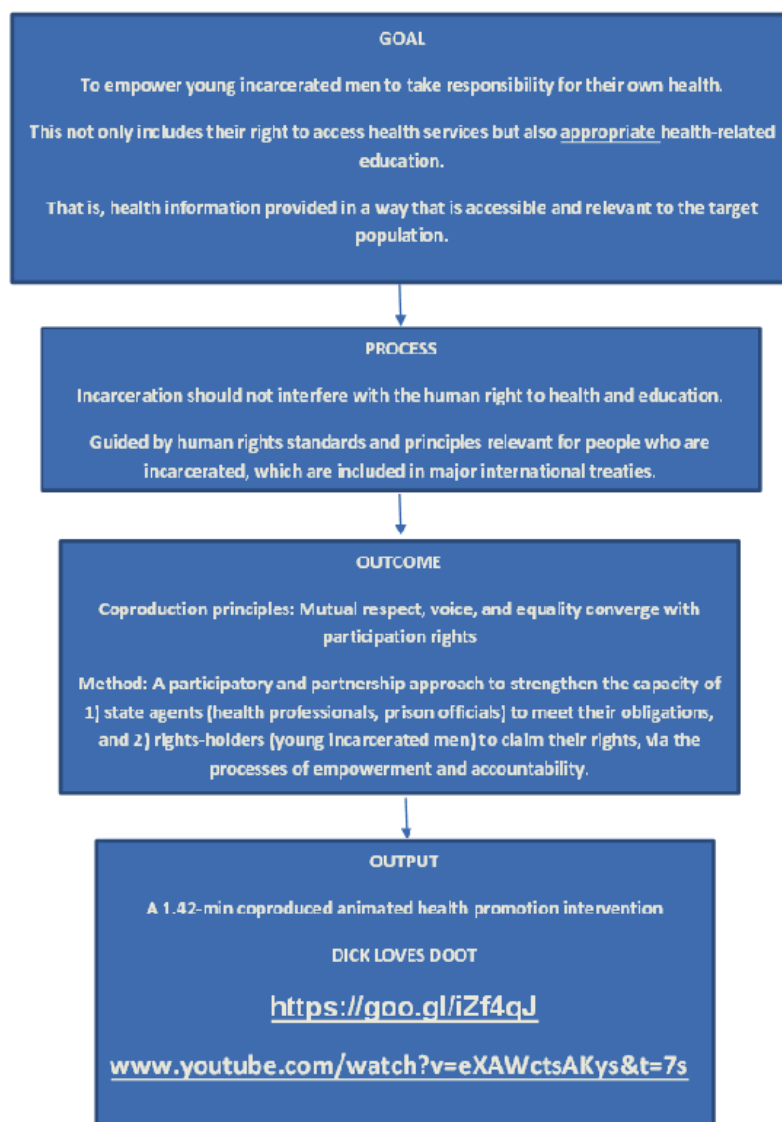 GOAL
To empower young incarcerated men to take responsibility for their own health.
This not only includes their right to access health services but also appropriate health-related
education.
That is, health information provided in a way that is accessible and relevant to the target
population.
PROCESS
Incarceration should not interfere with the human right to health and education.
Guided by human rights standards and principles relevant for people who are
incarcerated, which are included in major international treaties.
OUTCOME
Coproduction principles: Mutual respect, voice, and equality converge with
participation rights
Method: A participatory and partnership approach to strengthen the capacity of
1) state agents (health professionals, prison officials) to meet their obligations,
and 2) rights-holders (young incarcerated men) to claim their rights, via the
processes of empowerment and accountability.
OUTPUT
A 1.42-min coproduced animated health promotion intervention
DICK LOVES DOOT
https://goo.gl/iZf4qJ
www.youtube.com/watch?v=eXAWctsAKys&t=7s